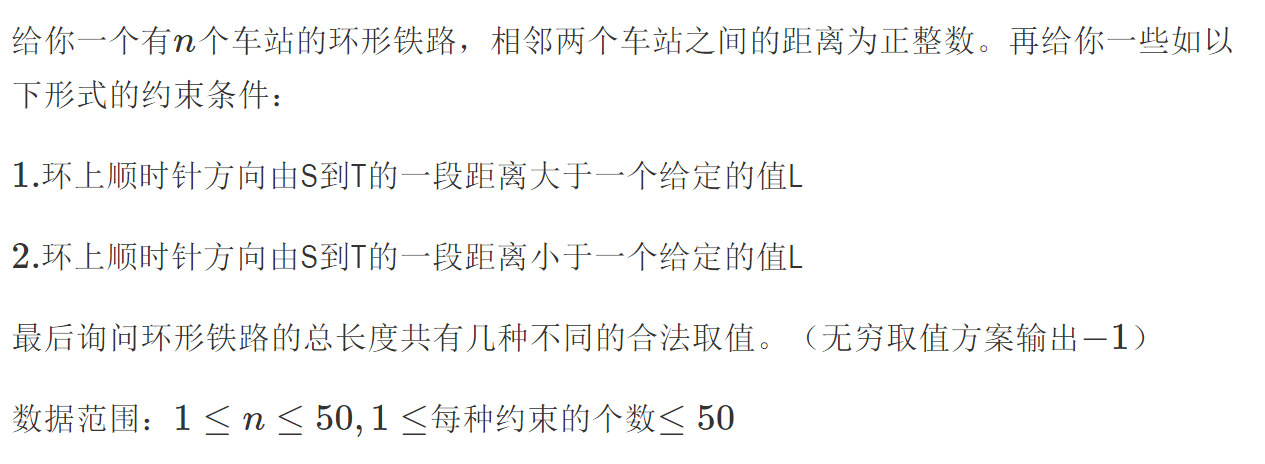 给你一个有n个车站的环形铁路，相邻两个车站之间的距离为正整数。再给你一些如以
下形式的约束条件：
1.环上顺时针方向由S到T的一段距离大于一个给定的值L
2.环上顺时针方向由S到T的一段距离小于一个给定的值L
最后询问环形铁路的总长度共有几种不同的合法取值。（无穷取值方案输出−1）
数据范围：1 ≤ n ≤ 50, 1 ≤每种约束的个数≤ 50